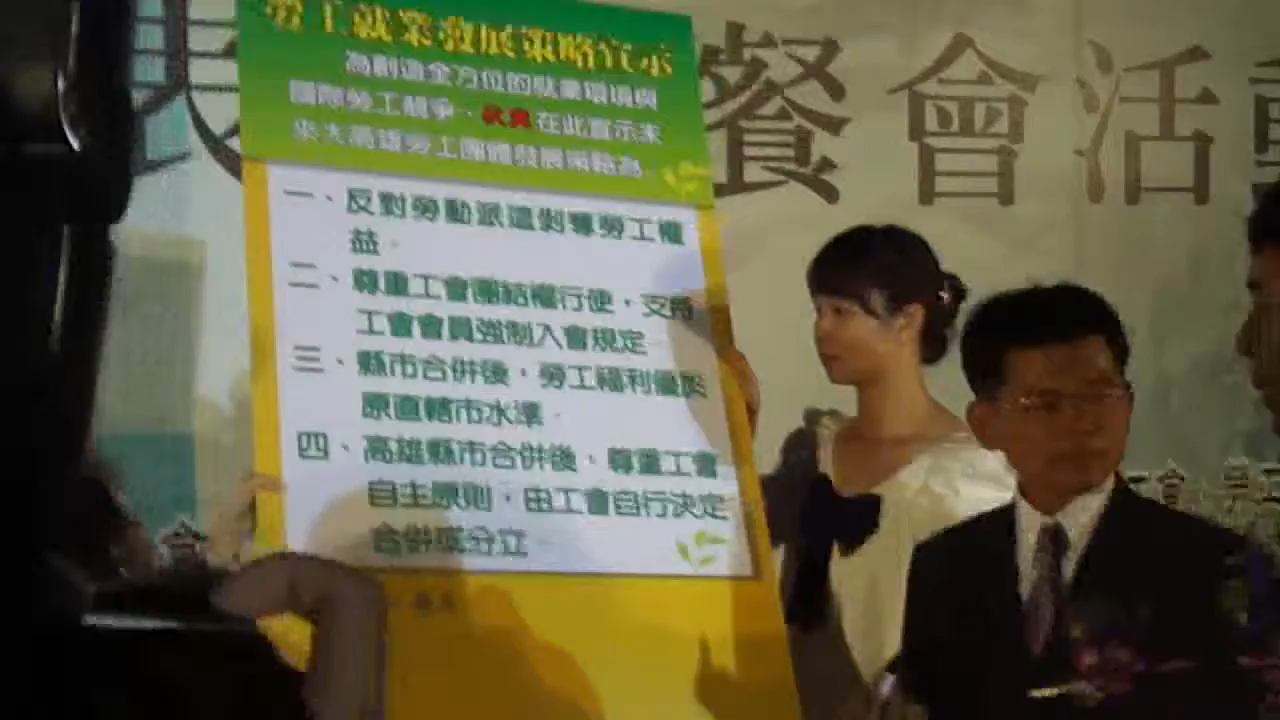 餐會活動
勞工就業發展策略宣示
為創造全方位的就業環境與
國際勞工競爭，秋興在此宣示未
來大高雄勞工團體發展策略為
一、反對勞動派遣剝奪勞工權
益。
二、尊重工會團結權行使，支持
工會會員強制入會規定
三、縣市合併後，勞工福利優於
原直轄市水準。
四、高雄縣市合併後，尊重工會
自主原則，由工會自行決定
合併或分立